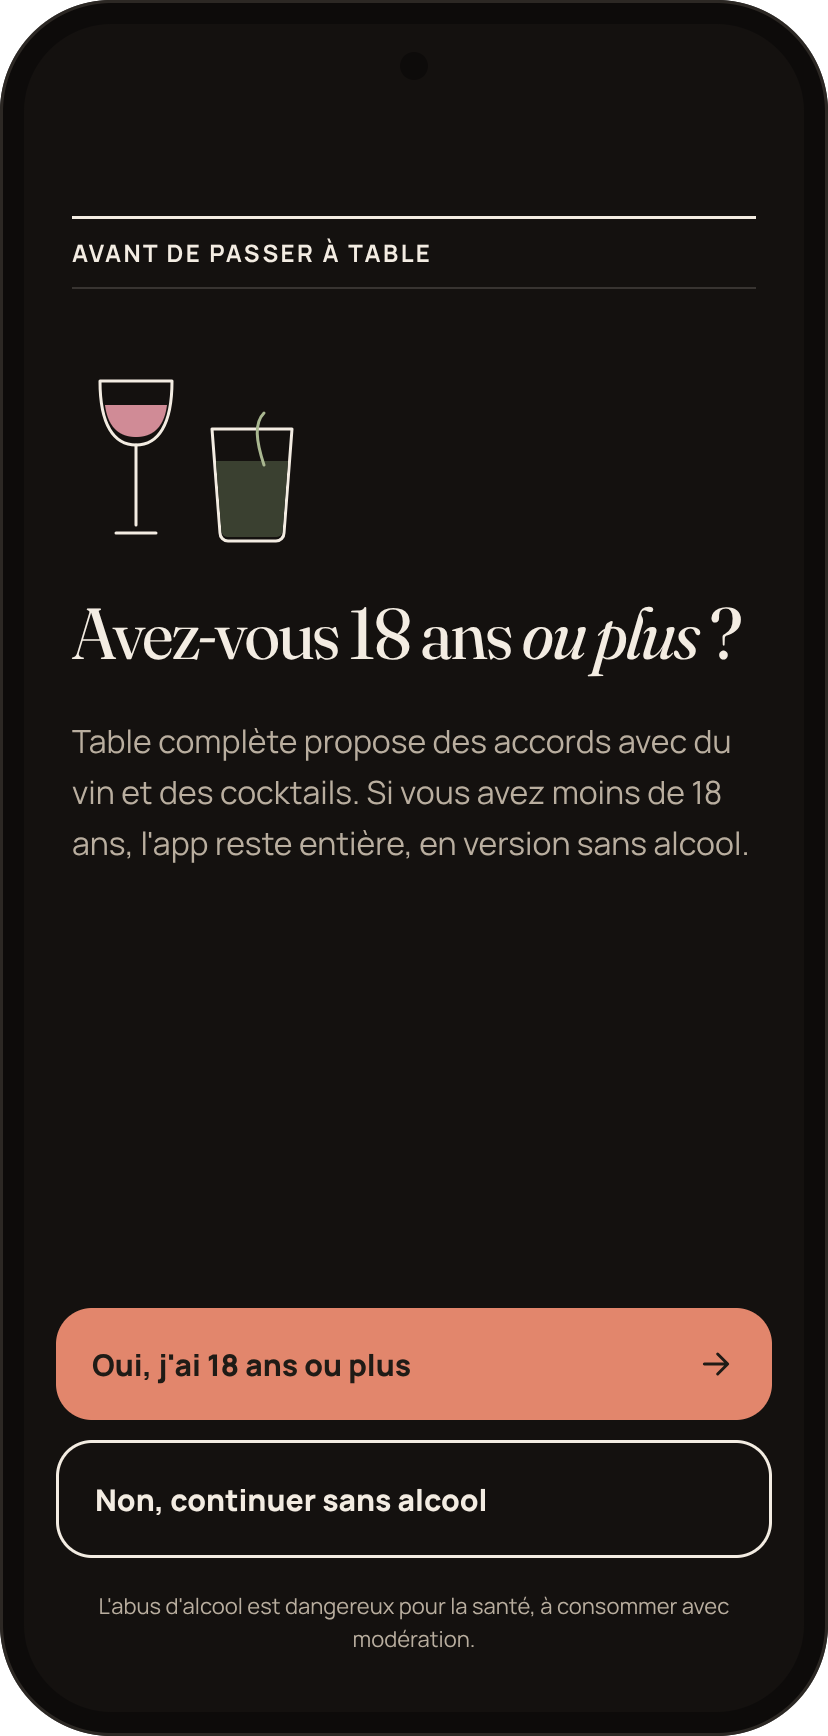 AVANT DE PASSER À TABLE
Avez-vous 18 ans ou plus ?
Table complète propose des accords avec du
vin et des cocktails. Si vous avez moins de 18
ans, l'app reste entière, en version sans alcool.
Oui, j'ai 18 ans ou plus
Non, continuer sans alcool
L'abus d'alcool est dangereux pour la santé, à consommer avec
modération.